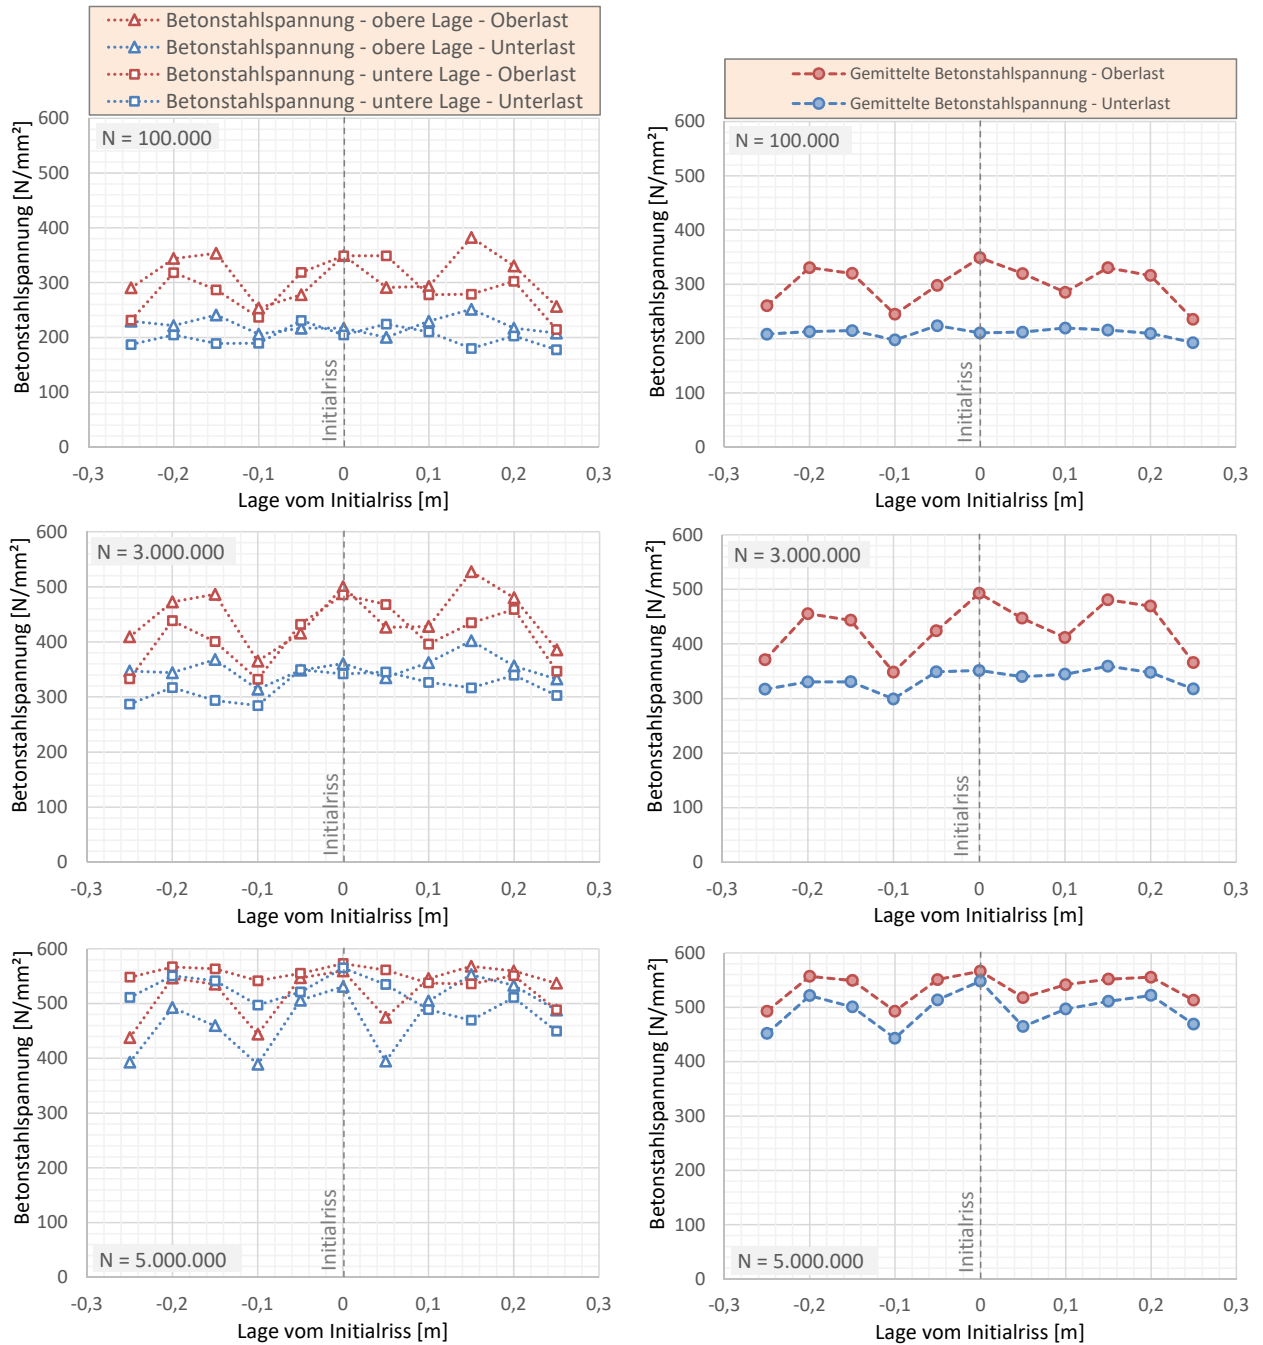 Betonstahlspannung - obere Lage - Oberlast
Betonstahlspannung - obere Lage - Unterlast
Betonstahlspannung - untere Lage - Oberlast
Betonstahlspannung - untere Lage - Unterlast
Betonstahlspannung [N/mm²]
600
500
400
300
200
100
0
N = 100.000
Initialriss
-0,3
-0,2
-0,1
0
0,1
0,2
0,3
Lage vom Initialriss [m]
Gemittelte Betonstahlspannung - Oberlast
Gemittelte Betonstahlspannung - Unterlast
Betonstahlspannung [N/mm²]
600
500
400
300
200
100
0
N = 100.000
Initialriss
-0,3
-0,2
-0,1
0
0,1
0,2
0,3
Lage vom Initialriss [m]
Betonstahlspannung [N/mm²]
600
500
400
300
200
100
0
N = 3.000.000
Initialriss
-0,3
-0,2
-0,1
0
0,1
0,2
0,3
Lage vom Initialriss [m]
Betonstahlspannung [N/mm²]
600
500
400
300
200
100
0
N = 3.000.000
Initialriss
-0,3
-0,2
-0,1
0
0,1
0,2
0,3
Lage vom Initialriss [m]
Betonstahlspannung [N/mm²]
600
500
400
300
200
100
0
N = 5.000.000
Initialriss
-0,3
-0,2
-0,1
0
0,1
0,2
0,3
Lage vom Initialriss [m]
Betonstahlspannung [N/mm²]
600
500
400
300
200
100
0
N = 5.000.000
Initialriss
-0,3
-0,2
-0,1
0
0,1
0,2
0,3
Lage vom Initialriss [m]